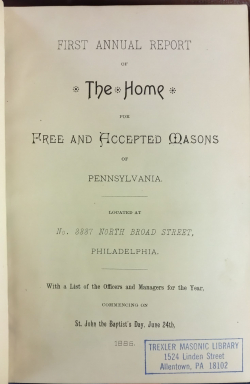 FIRST ANNUAL REPORT
OF
The Home
FOR
FREE AND ACCEPTED MASONS
OF
PENNSYLVANIA.
LOCATED AT
No. 3337 NORTH BROAD STREET,
PHILADELPHIA.
With a List of the Officers and Managers for the Year,
COMMENCING ON
St. John the Baptist's Day, June 24th,
1886.
TREXLER MASONIC LIBRARY
1524 Linden Street
Allentown, PA 18102